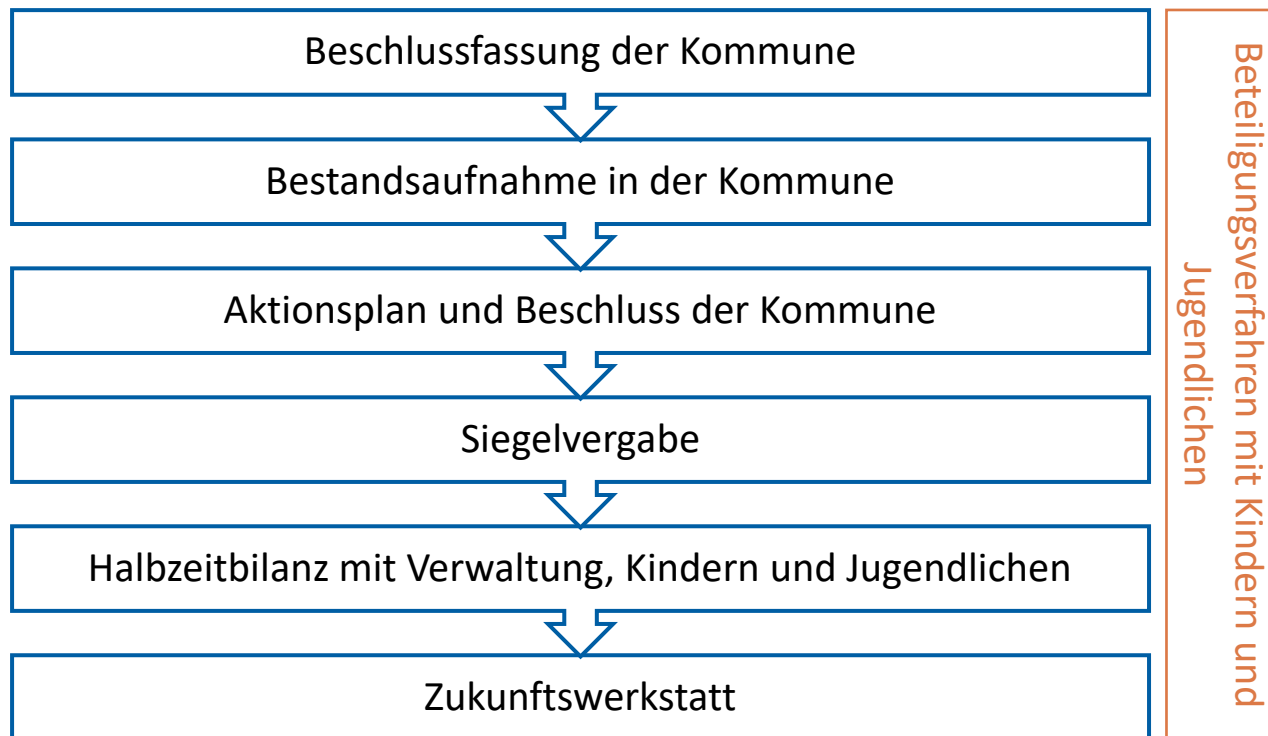 Beschlussfassung der Kommune
Bestandsaufnahme in der Kommune
Aktionsplan und Beschluss der Kommune
Siegelvergabe
Halbzeitbilanz mit Verwaltung, Kindern und Jugendlichen
Zukunftswerkstatt
Beteiligungsverfahren mit Kindern und
Jugendlichen